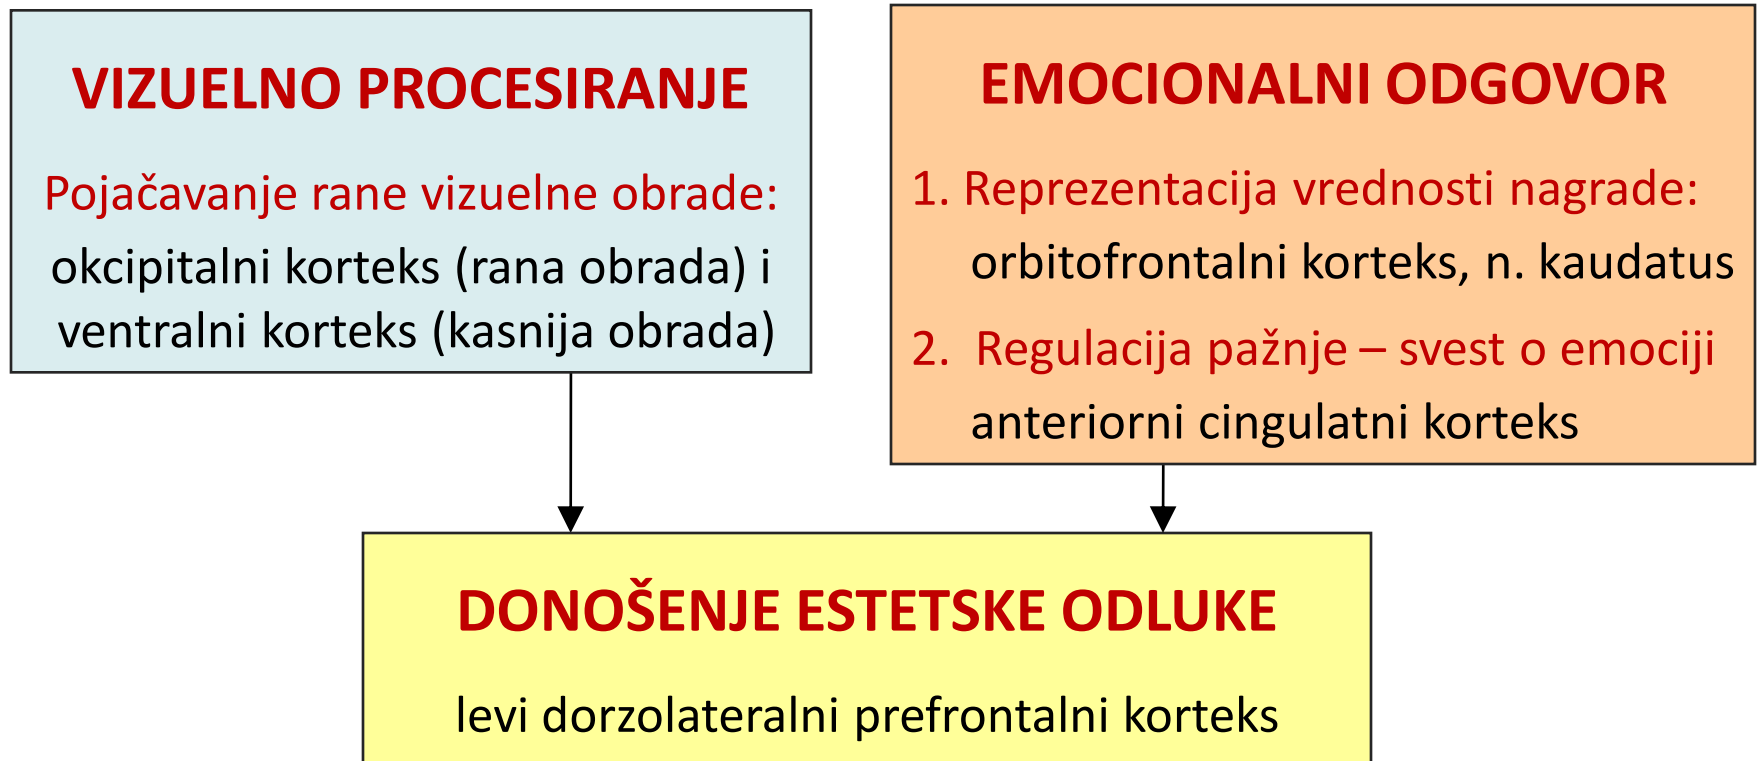 VIZUELNO PROCESIRANJE
Pojačavanje rane vizuelne obrade:
okcipitalni korteks (rana obrada) i
ventralni korteks (kasnija obrada)
EMOCIONALNI ODGOVOR
1. Reprezentacija vrednosti nagrade:
orbitofrontalni korteks, n. kaudatus
2. Regulacija pažnje – svest o emociji
anteriorni cingulatni korteks
DONOŠENJE ESTETSKE ODLUKE
levi dorzolateralni prefrontalni korteks